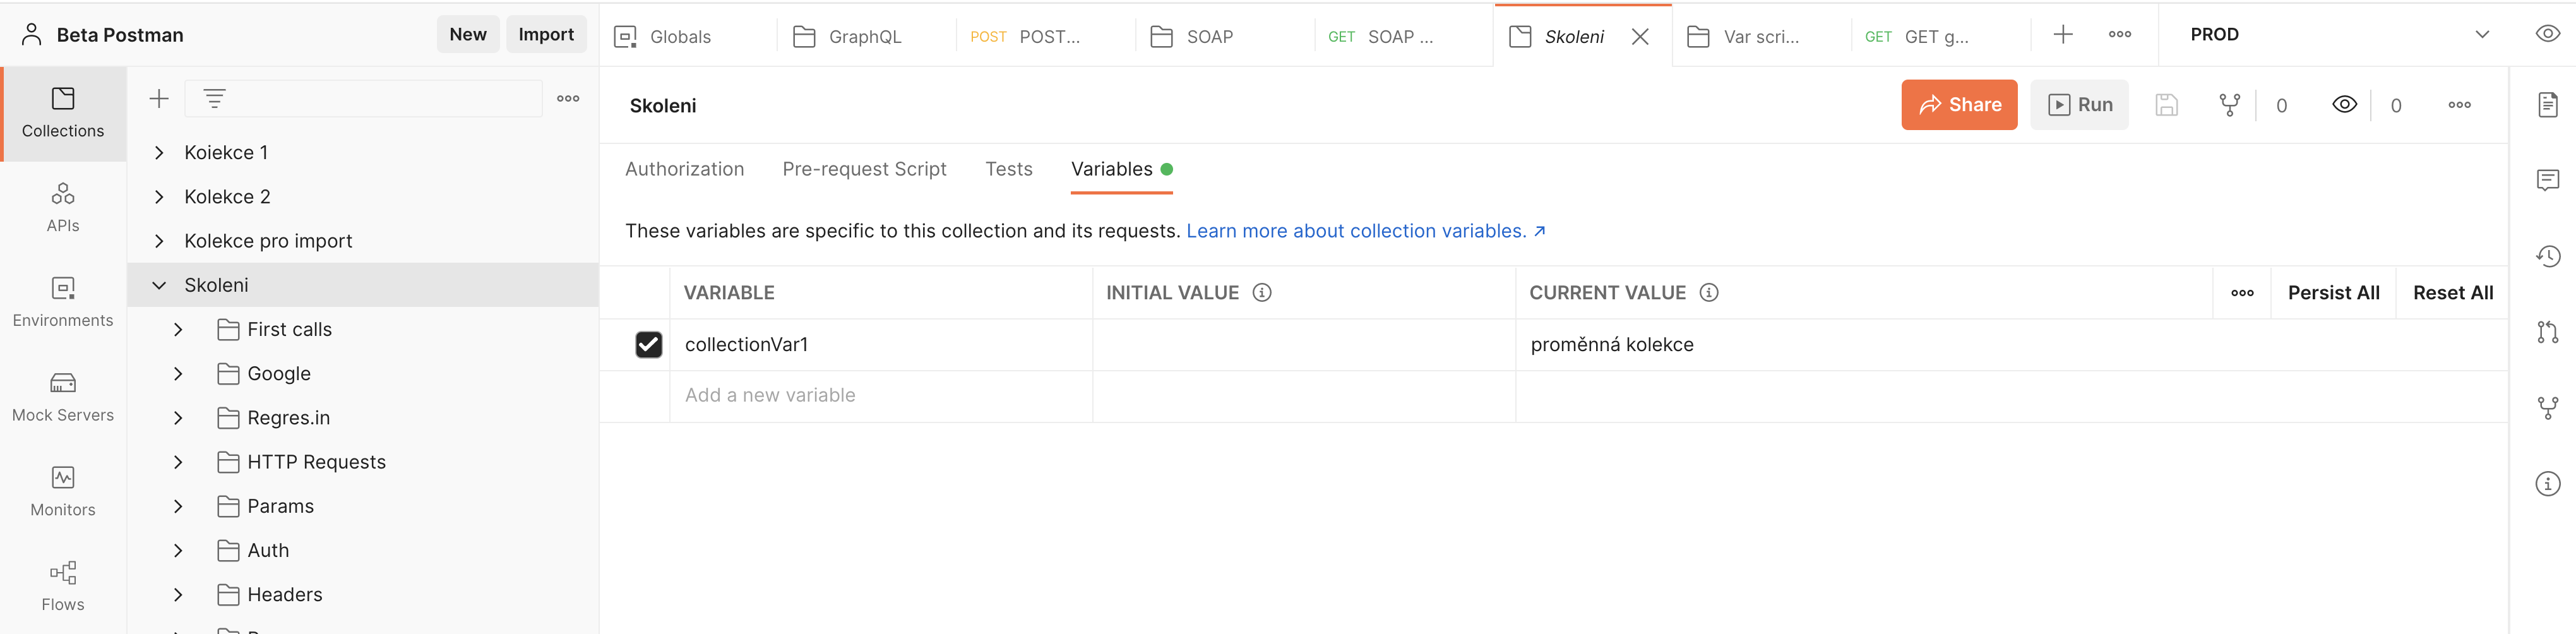 Beta Postman
New
Import
Globals
GraphQL
POST POST...
SOAP
GET SOAP ...
Skoleni
Var scri...
GET GET g...
PROD
Collections
APIs
Environments
Mock Servers
Monitors
Flows
Koiekce 1
Kolekce 2
Kolekce pro import
Skoleni
First calls
Google
Regres.in
HTTP Requests
Params
Auth
Headers
Skoleni
Share
Run
0
0
Authorization
Pre-request Script
Tests
Variables
These variables are specific to this collection and its requests. Learn more about collection variables. ↗
VARIABLE
INITIAL VALUE
CURRENT VALUE
Persist All
Reset All
collectionVar1
proměnná kolekce
Add a new variable